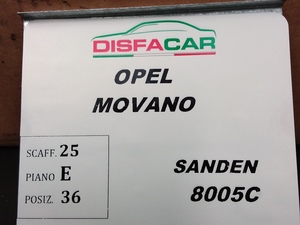 DISFACAR
OPEL
MOVANO
SCAFF. 25
PIANO E
POSIZ. 36
SANDEN
8005C